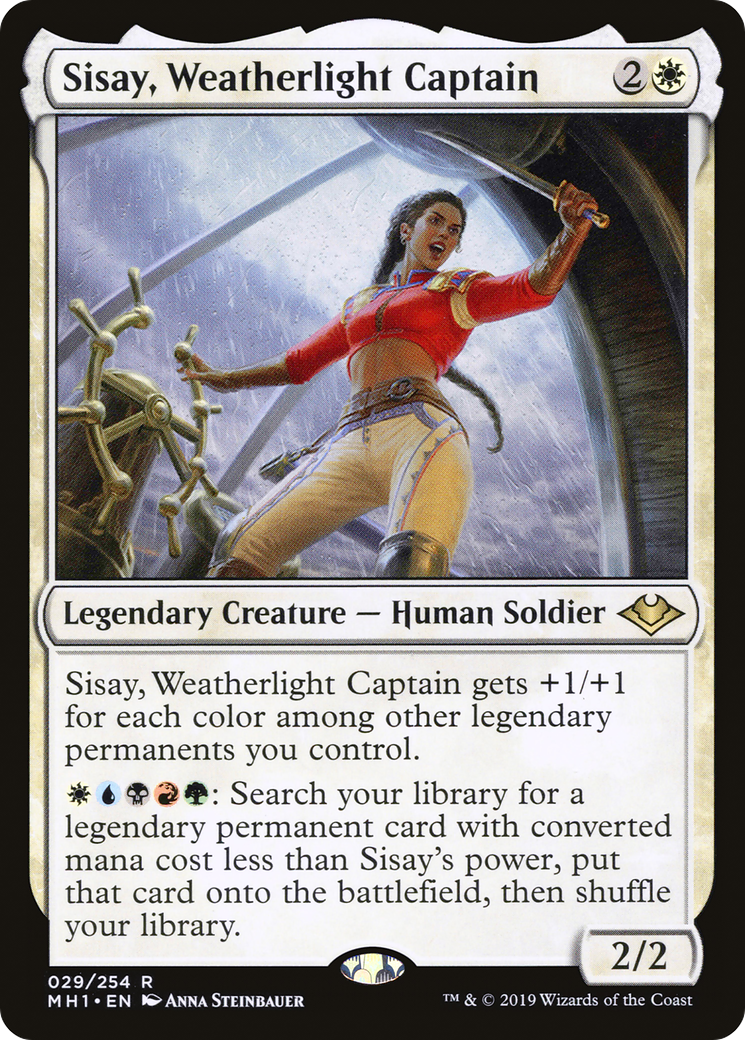 Sisay, Weatherlight Captain 2
Legendary Creature — Human Soldier
Sisay, Weatherlight Captain gets +1/+1
for each color among other legendary
permanents you control.
: Search your library for a
legendary permanent card with converted
mana cost less than Sisay's power, put
that card onto the battlefield, then shuffle
your library.
2/2
029/254 R
MH1 • EN Anna Steinbauer
™ & © 2019 Wizards of the Coast